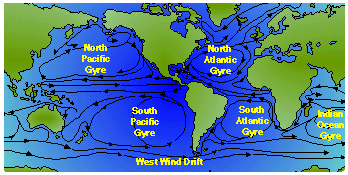 North
Pacific
Gyre
North
Atlantic
Gyre
South
Pacific
Gyre
South
Atlantic
Gyre
Indian
Ocean
Gyre
West Wind Drift